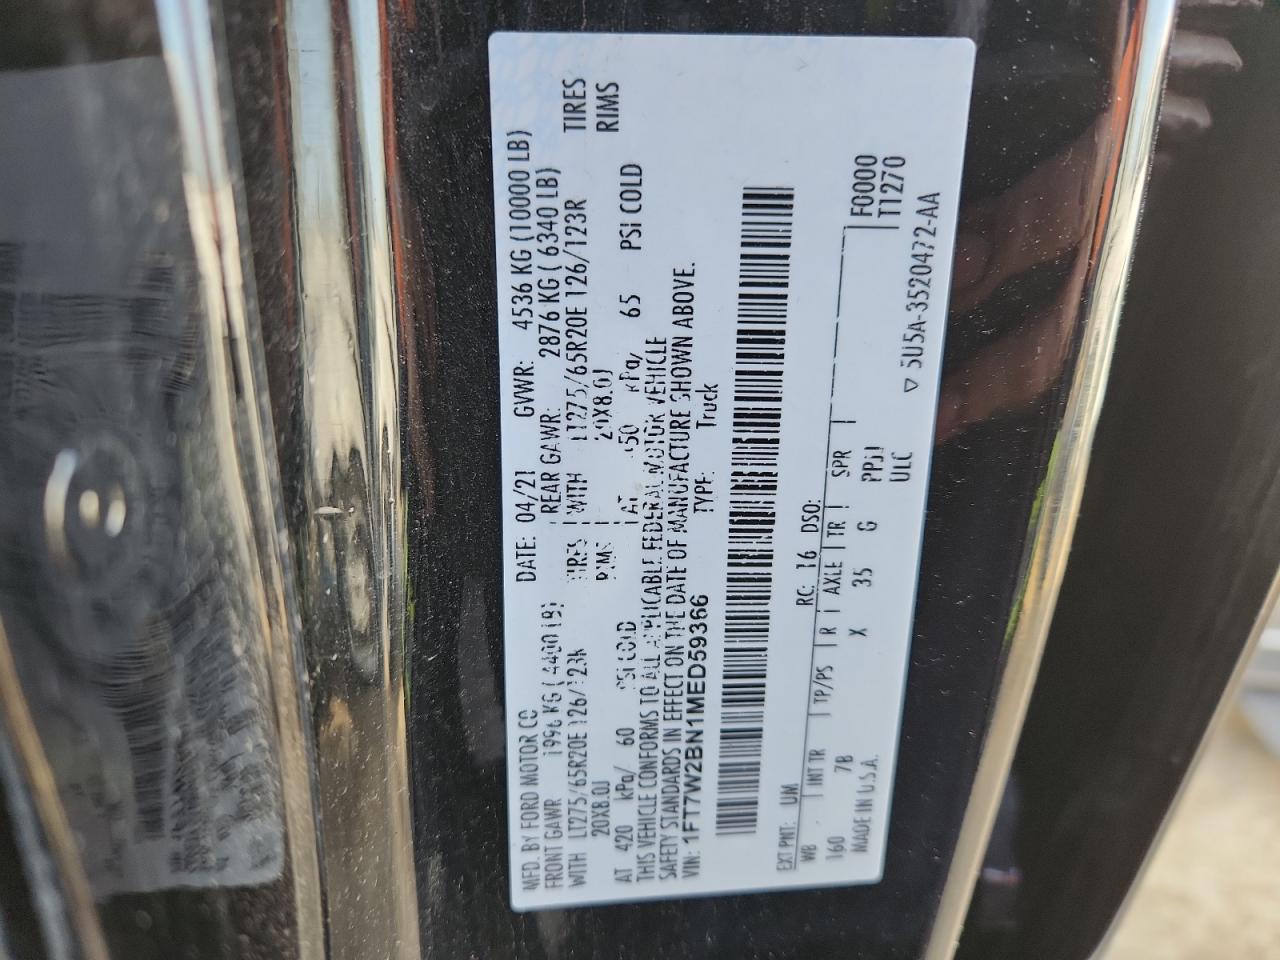 MFD. BY FORD MOTOR CO
DATE: 04/21 GVWR: 4536 KG (10000 LB)
FRONT GAWR 1996 KG ( 4400 LB) REAR GAWR: 2876 KG ( 6340 LB)
WITH LT275/65R20E 126/123R TIRES WITH LT275/65R20E 126/123R TIRES
20X8.0J RIMS 20X8.0J RIMS
AT 420 kPa/ 60 PSI COLD AT 450 kPa/ 65 PSI COLD
THIS VEHICLE CONFORMS TO ALL APPLICABLE FEDERAL MOTOR VEHICLE
SAFETY STANDARDS IN EFFECT ON THE DATE OF MANUFACTURE SHOWN ABOVE.
VIN: 1FT7W2BN1MED59366 TYPE: Truck
EXT PNT: UM RC: 16 DSO: F0000
WB INT TR TP/PS R AXLE TR SPR T1270
160 7B X 35 G
MADE IN U.S.A. ULC
▽ 5U5A-3520472-AA